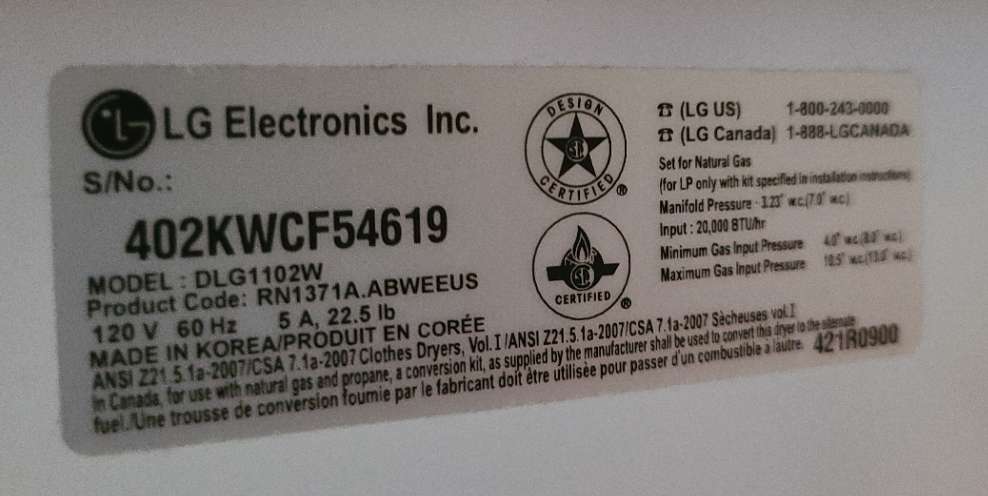 LG Electronics Inc.
S/No.:
402KWCF54619
MODEL : DLG1102W
Product Code: RN1371A.ABWEEUS
120 V 60 Hz 5 A, 22.5 lb
MADE IN KOREA/PRODUIT EN CORÉE
ANSI Z21.5.1a-2007/CSA 7.1a-2007 Clothes Dryers, Vol.I/ANSI Z21.5.1a-2007/CSA 7.1a-2007 Sècheuses vol.I
in Canada, for use with natural gas and propane, a conversion kit, as supplied by the manufacturer shall be used to convert this dryer to the alternate
fuel./Une trousse de conversion fournie par le fabricant doit être utilisée pour passer d'un combustible à lautre.
421R0900
DESIGN
CERTIFIED ®
CERTIFIED ®
(LG US) 1-800-243-0000
(LG Canada) 1-888-LGCANADA
Set for Natural Gas
(for LP only with kit specified in installation instructions)
Manifold Pressure - 3.23" w.c.(7.0" w.c.)
Input : 20,000 BTU/hr
Minimum Gas Input Pressure
Maximum Gas Input Pressure